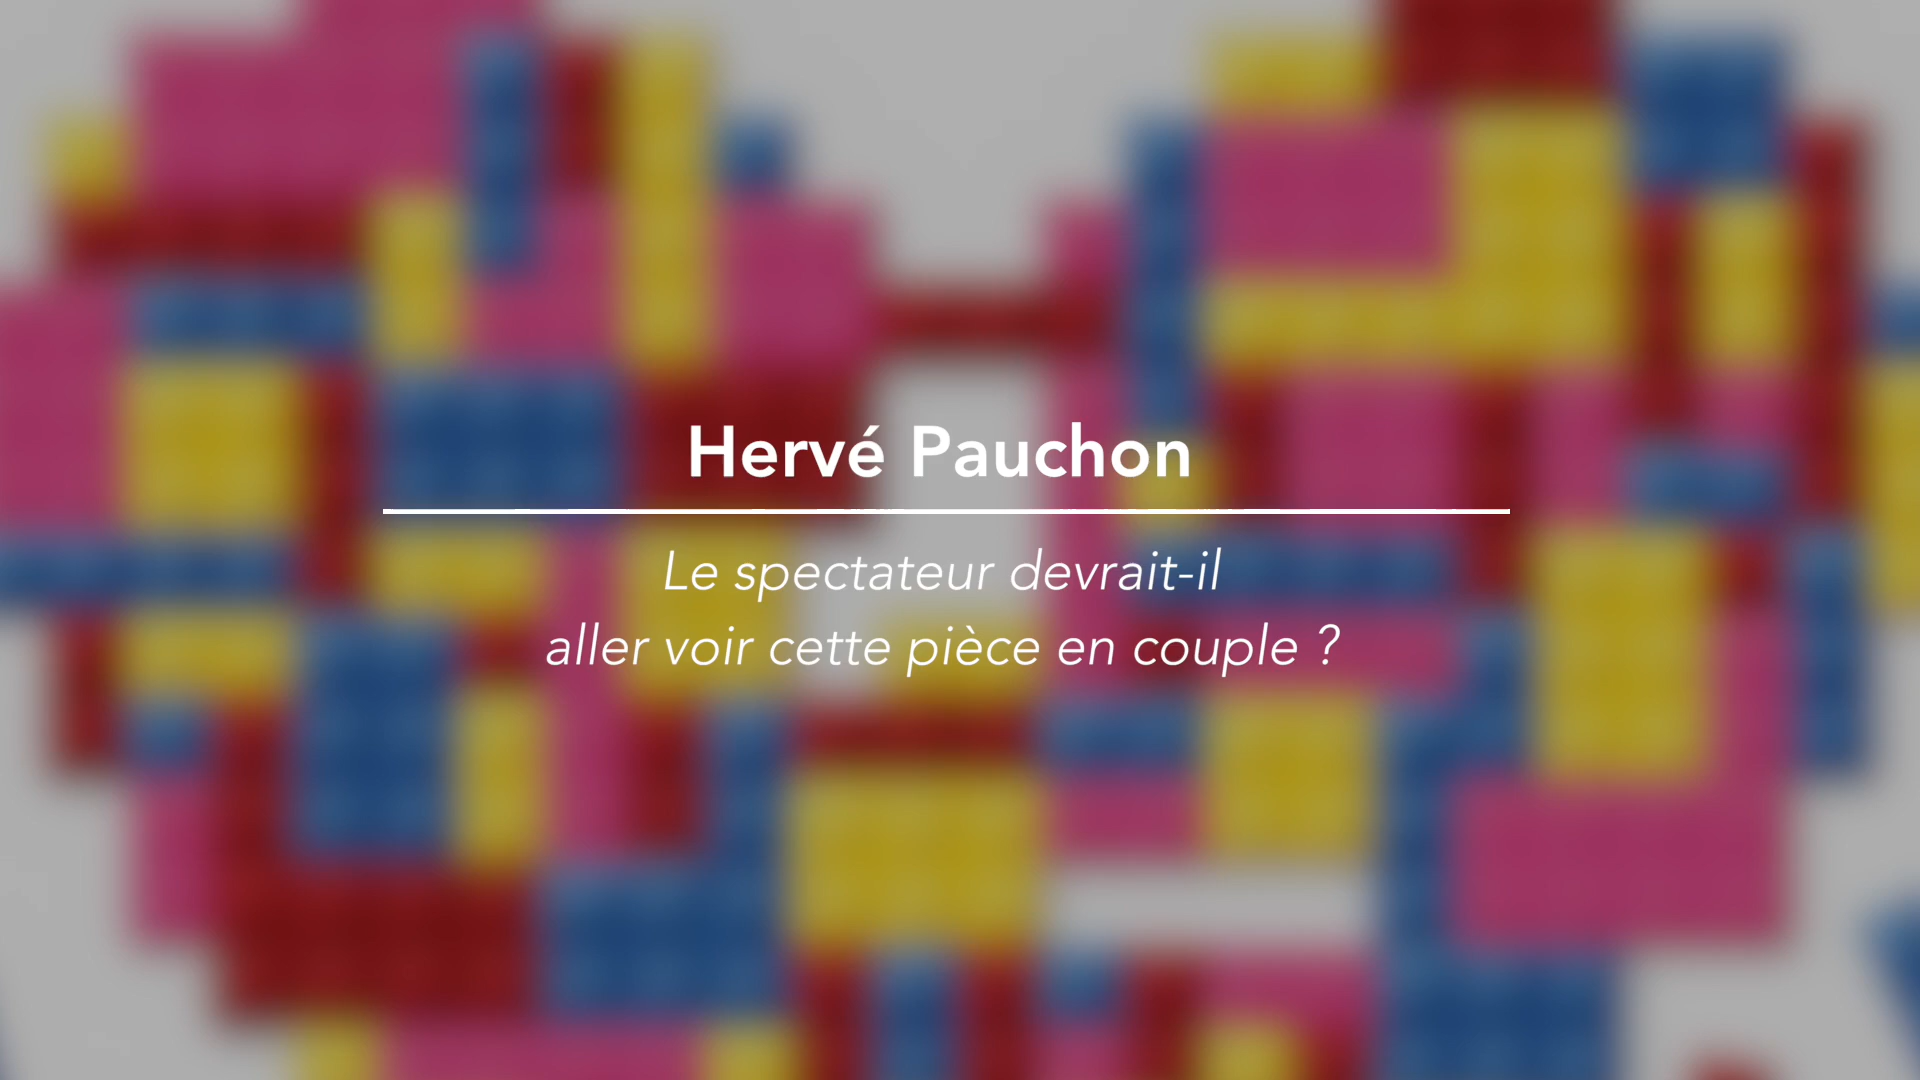 Hervé Pauchon
Le spectateur devrait-il
aller voir cette pièce en couple ?